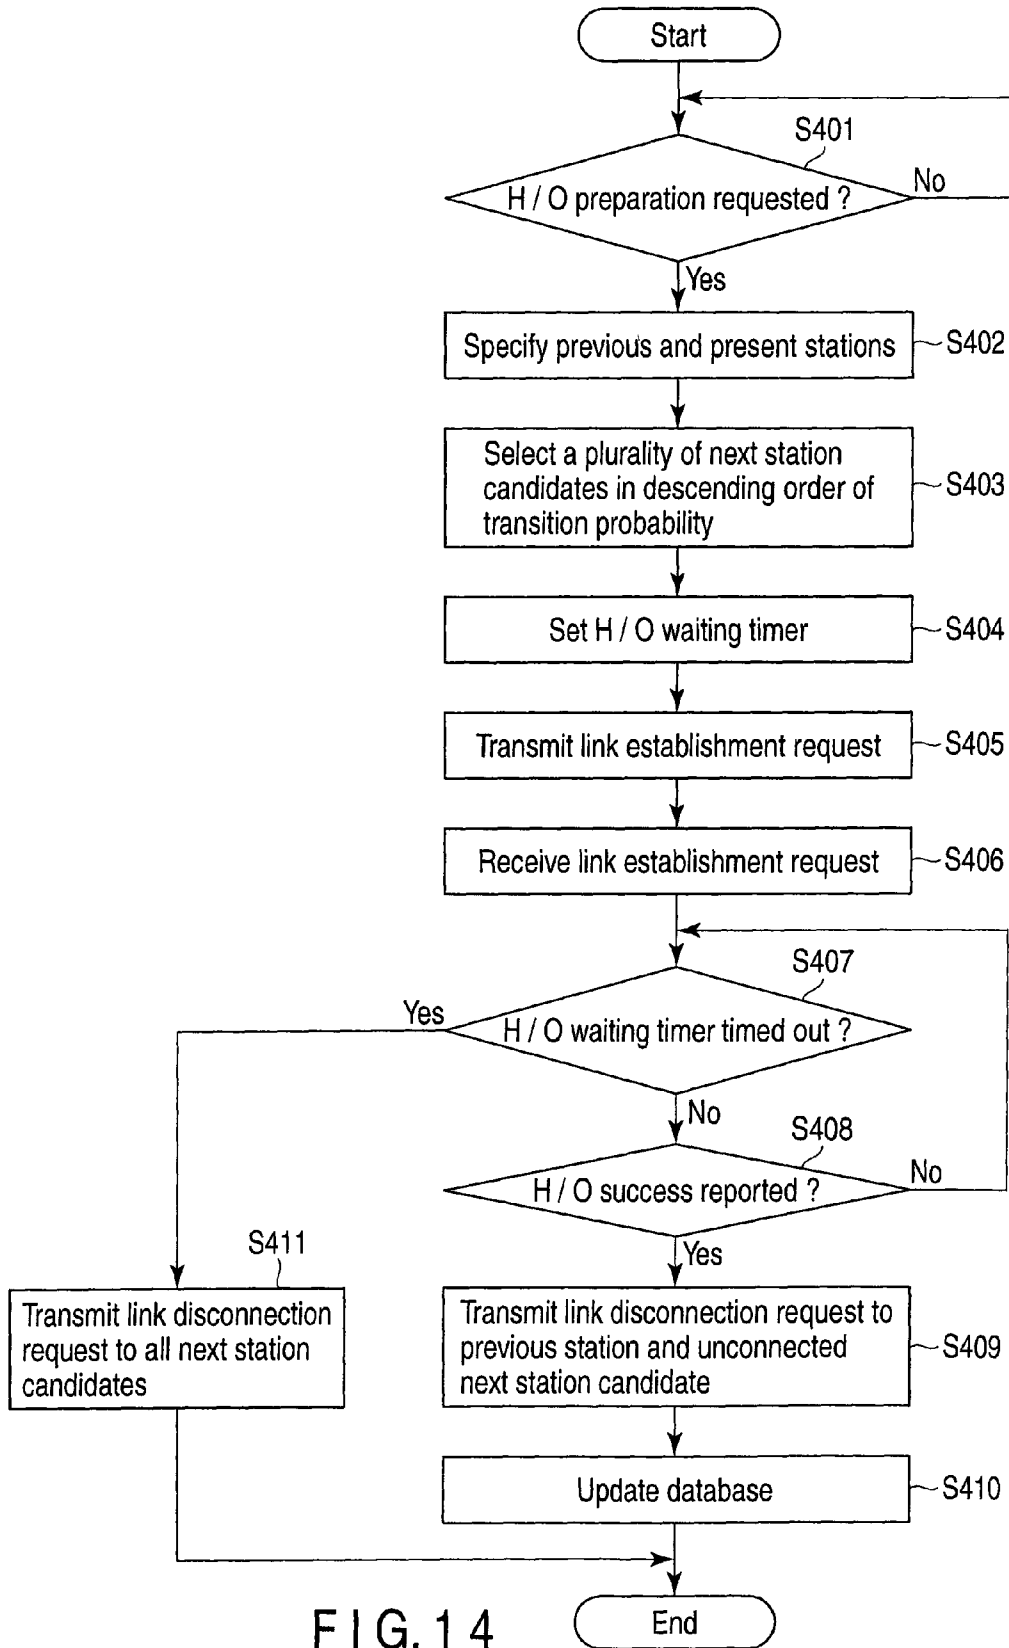 Start
S401
H / O preparation requested ?
No
Yes
Specify previous and present stations
S402
Select a plurality of next station
candidates in descending order of
transition probability
S403
Set H / O waiting timer
S404
Transmit link establishment request
S405
Receive link establishment request
S406
S407
Yes
H / O waiting timer timed out ?
No
S408
H / O success reported ?
No
Yes
S411
Transmit link disconnection
request to all next station
candidates
Transmit link disconnection request to
previous station and unconnected
next station candidate
S409
Update database
S410
End
FIG. 14